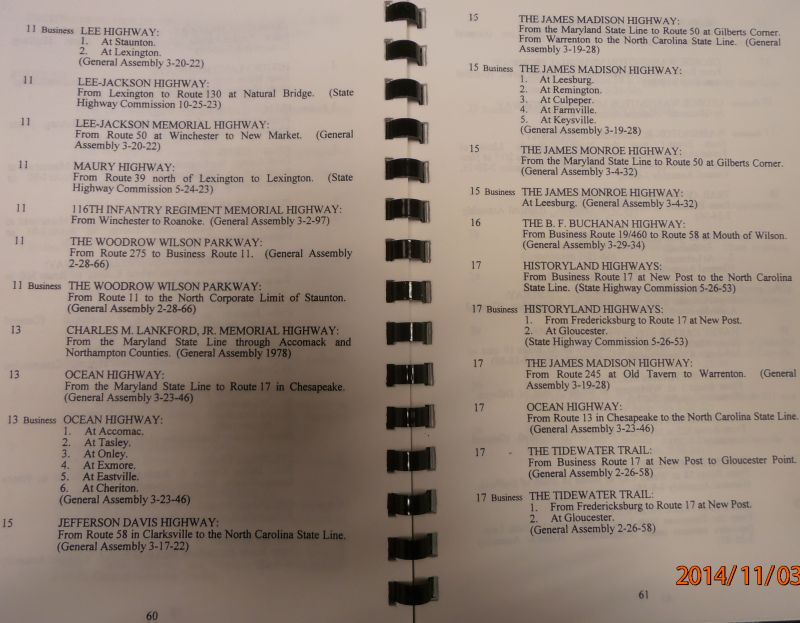 11 Business LEE HIGHWAY:
1. At Staunton.
2. At Lexington.
(General Assembly 3-20-22)
11 LEE-JACKSON HIGHWAY:
From Lexington to Route 130 at Natural Bridge. (State
Highway Commission 10-25-23)
11 LEE-JACKSON MEMORIAL HIGHWAY:
From Route 50 at Winchester to New Market. (General
Assembly 3-20-22)
11 MAURY HIGHWAY:
From Route 39 north of Lexington to Lexington. (State
Highway Commission 5-24-23)
11 116TH INFANTRY REGIMENT MEMORIAL HIGHWAY:
From Winchester to Roanoke. (General Assembly 3-2-97)
11 THE WOODROW WILSON PARKWAY:
From Route 275 to Business Route 11. (General Assembly
2-28-66)
11 Business THE WOODROW WILSON PARKWAY:
From Route 11 to the North Corporate Limit of Staunton.
(General Assembly 2-28-66)
13 CHARLES M. LANKFORD, JR. MEMORIAL HIGHWAY:
From the Maryland State Line through Accomack and
Northampton Counties. (General Assembly 1978)
13 OCEAN HIGHWAY:
From the Maryland State Line to Route 17 in Chesapeake.
(General Assembly 3-23-46)
13 Business OCEAN HIGHWAY:
1. At Accomac.
2. At Tasley.
3. At Onley.
4. At Exmore.
5. At Eastville.
6. At Cheriton.
(General Assembly 3-23-46)
15 JEFFERSON DAVIS HIGHWAY:
From Route 58 in Clarksville to the North Carolina State Line.
(General Assembly 3-17-22)
60
15 THE JAMES MADISON HIGHWAY:
From the Maryland State Line to Route 50 at Gilberts Corner.
From Warrenton to the North Carolina State Line. (General
Assembly 3-19-28)
15 Business THE JAMES MADISON HIGHWAY:
1. At Leesburg.
2. At Remington.
3. At Culpeper.
4. At Farmville.
5. At Keysville.
(General Assembly 3-19-28)
15 THE JAMES MONROE HIGHWAY:
From the Maryland State Line to Route 50 at Gilberts Corner.
(General Assembly 3-4-32)
15 Business THE JAMES MONROE HIGHWAY:
At Leesburg. (General Assembly 3-4-32)
16 THE B. F. BUCHANAN HIGHWAY:
From Business Route 19/460 to Route 58 at Mouth of Wilson.
(General Assembly 3-29-34)
17 HISTORYLAND HIGHWAYS:
From Business Route 17 at New Post to the North Carolina
State Line. (State Highway Commission 5-26-53)
17 Business HISTORYLAND HIGHWAYS:
1. From Fredericksburg to Route 17 at New Post.
2. At Gloucester.
(State Highway Commission 5-26-53)
17 THE JAMES MADISON HIGHWAY:
From Route 245 at Old Tavern to Warrenton. (General
Assembly 3-19-28)
17 OCEAN HIGHWAY:
From Route 13 in Chesapeake to the North Carolina State Line.
(General Assembly 3-23-46)
17 THE TIDEWATER TRAIL:
From Business Route 17 at New Post to Gloucester Point.
(General Assembly 2-26-58)
17 Business THE TIDEWATER TRAIL:
1. From Fredericksburg to Route 17 at New Post.
2. At Gloucester.
(General Assembly 2-26-58)
61
2014/11/03